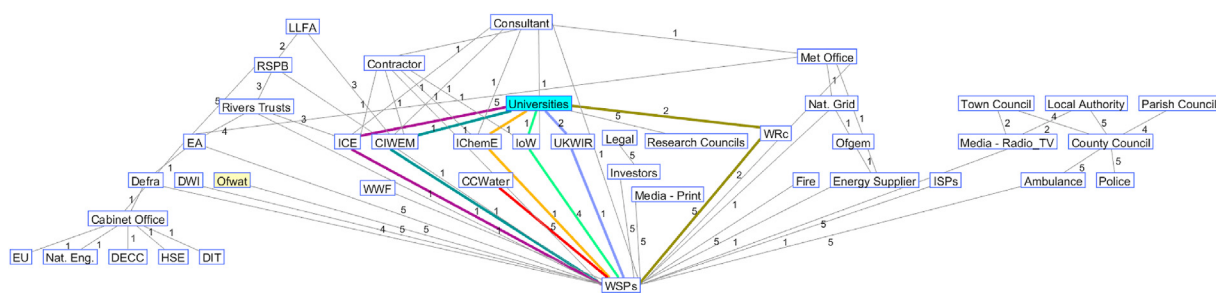 LLFA
Consultant
RSPB
Contractor
Met Office
Rivers Trusts
Universities
Nat. Grid
Town Council
Local Authority
Parish Council
EA
ICE
CIWEM
IChemE
IoW
UKWIR
Legal
Research Councils
WRc
Ofgem
Media - Radio_TV
County Council
Defra
DWI
Ofwat
WWF
CCWater
Investors
Media - Print
Fire
Energy Supplier
ISPs
Ambulance
Police
Cabinet Office
EU
Nat. Eng.
DECC
HSE
DIT
WSPs